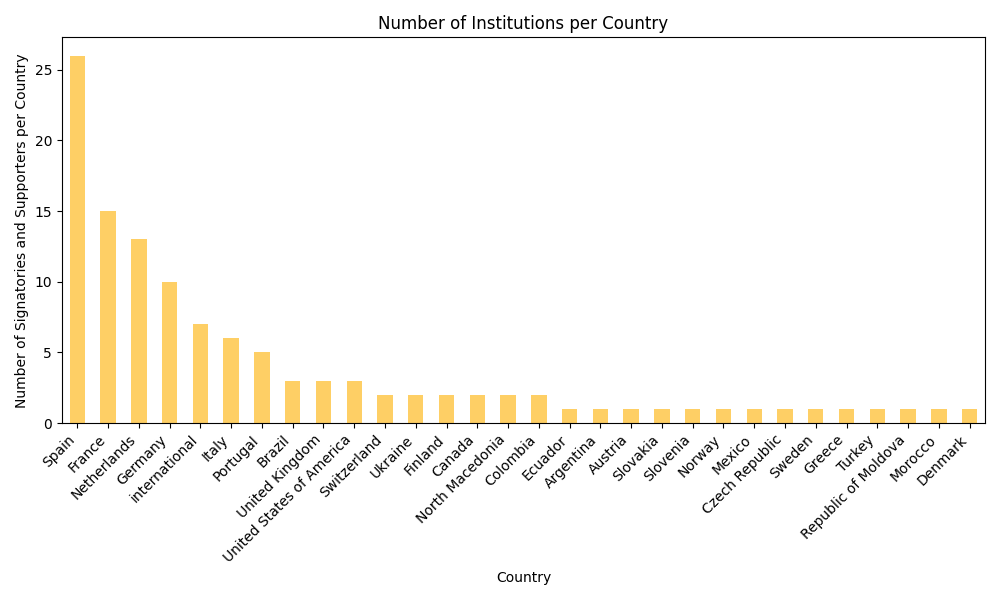 Number of Institutions per Country
Number of Signatories and Supporters per Country
25
20
15
10
5
0
Spain
France
Netherlands
Germany
international
Italy
Portugal
Brazil
United Kingdom
United States of America
Switzerland
Ukraine
Finland
Canada
North Macedonia
Colombia
Ecuador
Argentina
Austria
Slovakia
Slovenia
Norway
Mexico
Czech Republic
Sweden
Greece
Turkey
Republic of Moldova
Morocco
Denmark
Country